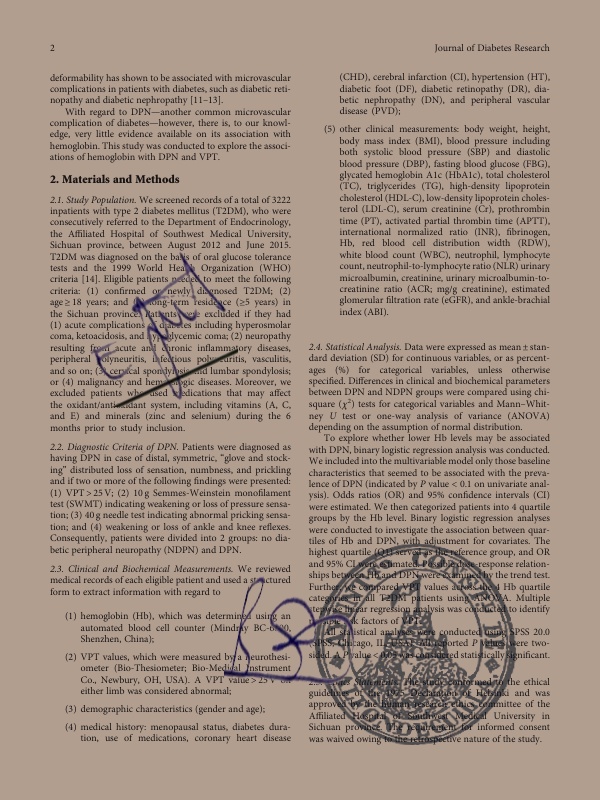 2
Journal of Diabetes Research
deformability has shown to be associated with microvascular
complications in patients with diabetes, such as diabetic reti-
nopathy and diabetic nephropathy [11–13].
With regard to DPN—another common microvascular
complication of diabetes—however, there is, to our knowl-
edge, very little evidence available on its association with
hemoglobin. This study was conducted to explore the associ-
ations of hemoglobin with DPN and VPT.
2. Materials and Methods
2.1. Study Population. We screened records of a total of 3222
inpatients with type 2 diabetes mellitus (T2DM), who were
consecutively referred to the Department of Endocrinology,
the Affiliated Hospital of Southwest Medical University,
Sichuan province, between August 2012 and June 2015.
T2DM was diagnosed on the basis of oral glucose tolerance
tests and the 1999 World Health Organization (WHO)
criteria [14]. Eligible patients needed to meet the following
criteria: (1) confirmed or newly diagnosed T2DM; (2)
age ≥ 18 years; and (3) long-term residence (≥5 years) in
the Sichuan province. Patients were excluded if they had
(1) acute complications of diabetes including hyperosmolar
coma, ketoacidosis, and hypoglycemic coma; (2) neuropathy
resulting from acute and chronic inflammatory diseases,
peripheral polyneuritis, infectious polyneuritis, vasculitis,
and so on; (3) cervical spondylosis and lumbar spondylosis;
or (4) malignancy and hematologic diseases. Moreover, we
excluded patients who used medications that may affect
the oxidant/antioxidant system, including vitamins (A, C,
and E) and minerals (zinc and selenium) during the 6
months prior to study inclusion.
2.2. Diagnostic Criteria of DPN. Patients were diagnosed as
having DPN in case of distal, symmetric, “glove and stock-
ing” distributed loss of sensation, numbness, and prickling
and if two or more of the following findings were presented:
(1) VPT > 25 V; (2) 10 g Semmes-Weinstein monofilament
test (SWMT) indicating weakening or loss of pressure sensa-
tion; (3) 40 g needle test indicating abnormal pricking sensa-
tion; and (4) weakening or loss of ankle and knee reflexes.
Consequently, patients were divided into 2 groups: no dia-
betic peripheral neuropathy (NDPN) and DPN.
2.3. Clinical and Biochemical Measurements. We reviewed
medical records of each eligible patient and used a structured
form to extract information with regard to
(1) hemoglobin (Hb), which was determined using an
automated blood cell counter (Mindray BC-6800,
Shenzhen, China);
(2) VPT values, which were measured by a neurothesi-
ometer (Bio-Thesiometer; Bio-Medical Instrument
Co., Newbury, OH, USA). A VPT value > 25 V on
either limb was considered abnormal;
(3) demographic characteristics (gender and age);
(4) medical history: menopausal status, diabetes dura-
tion, use of medications, coronary heart disease
(CHD), cerebral infarction (CI), hypertension (HT),
diabetic foot (DF), diabetic retinopathy (DR), dia-
betic nephropathy (DN), and peripheral vascular
disease (PVD);
(5) other clinical measurements: body weight, height,
body mass index (BMI), blood pressure including
both systolic blood pressure (SBP) and diastolic
blood pressure (DBP), fasting blood glucose (FBG),
glycated hemoglobin A1c (HbA1c), total cholesterol
(TC), triglycerides (TG), high-density lipoprotein
cholesterol (HDL-C), low-density lipoprotein choles-
terol (LDL-C), serum creatinine (Cr), prothrombin
time (PT), activated partial thrombin time (APTT),
international normalized ratio (INR), fibrinogen,
Hb, red blood cell distribution width (RDW),
white blood count (WBC), neutrophil, lymphocyte
count, neutrophil-to-lymphocyte ratio (NLR) urinary
microalbumin, creatinine, urinary microalbumin-to-
creatinine ratio (ACR; mg/g creatinine), estimated
glomerular filtration rate (eGFR), and ankle-brachial
index (ABI).
2.4. Statistical Analysis. Data were expressed as mean ± stan-
dard deviation (SD) for continuous variables, or as percent-
ages (%) for categorical variables, unless otherwise
specified. Differences in clinical and biochemical parameters
between DPN and NDPN groups were compared using chi-
square (χ²) tests for categorical variables and Mann–Whit-
ney U test or one-way analysis of variance (ANOVA)
depending on the assumption of normal distribution.
To explore whether lower Hb levels may be associated
with DPN, binary logistic regression analysis was conducted.
We included into the multivariable model only those baseline
characteristics that seemed to be associated with the preva-
lence of DPN (indicated by P value < 0.1 on univariate anal-
ysis). Odds ratios (OR) and 95% confidence intervals (CI)
were estimated. We then categorized patients into 4 quartile
groups by the Hb level. Binary logistic regression analyses
were conducted to investigate the association between quar-
tiles of Hb and DPN, with adjustment for covariates. The
highest quartile (Q4) served as the reference group, and OR
and 95% CI were estimated. Possible dose-response relation-
ships between Hb and DPN were examined by the trend test.
Further, we compared VPT values across the 4 Hb quartile
categories in all T2DM patients using ANOVA. Multiple
stepwise linear regression analysis was conducted to identify
risk factors of VPT.
All statistical analyses were conducted using SPSS 20.0
(SPSS, Chicago, IL, USA). All reported P values were two-
sided. A P value < 0.05 was considered statistically significant.
2.5. Ethics Statements. The study conformed to the ethical
guidelines of the 1975 Declaration of Helsinki and was
approved by the human research ethics committee of the
Affiliated Hospital of Southwest Medical University in
Sichuan province. The requirement for informed consent
was waived owing to the retrospective nature of the study.